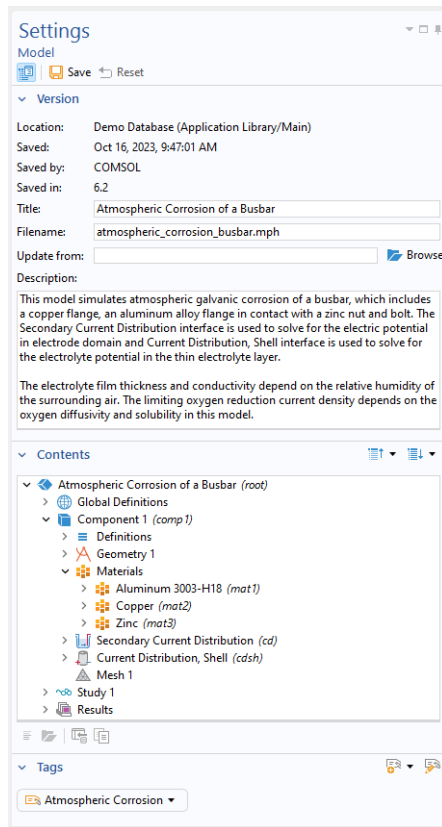 Settings
Model
Save Reset
Version
Location: Demo Database (Application Library/Main)
Saved: Oct 16, 2023, 9:47:01 AM
Saved by: COMSOL
Saved in: 6.2
Title: Atmospheric Corrosion of a Busbar
Filename: atmospheric_corrosion_busbar.mph
Update from: Browse
Description:
This model simulates atmospheric galvanic corrosion of a busbar, which includes
a copper flange, an aluminum alloy flange in contact with a zinc nut and bolt. The
Secondary Current Distribution interface is used to solve for the electric potential
in electrode domain and Current Distribution, Shell interface is used to solve for
the electrolyte potential in the thin electrolyte layer.
The electrolyte film thickness and conductivity depend on the relative humidity of
the surrounding air. The limiting oxygen reduction current density depends on the
oxygen diffusivity and solubility in this model.
Contents
Atmospheric Corrosion of a Busbar (root)
Global Definitions
Component 1 (comp1)
Definitions
Geometry 1
Materials
Aluminum 3003-H18 (mat1)
Copper (mat2)
Zinc (mat3)
Secondary Current Distribution (cd)
Current Distribution, Shell (cdsh)
Mesh 1
Study 1
Results
Tags
Atmospheric Corrosion